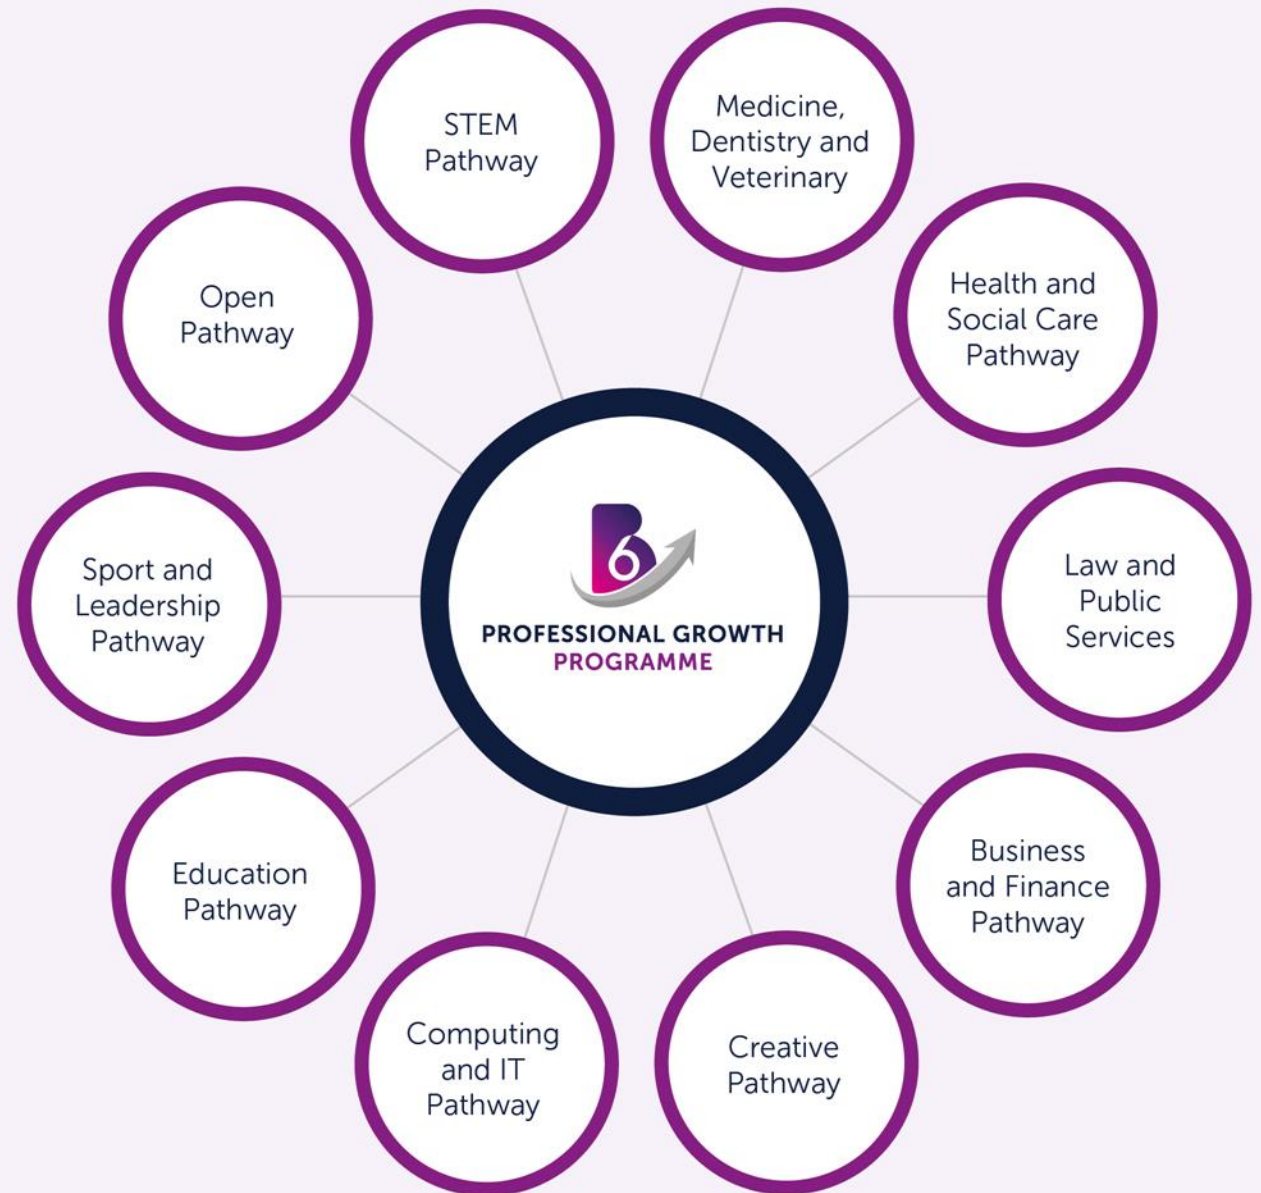 STEM
Pathway
Medicine,
Dentistry and
Veterinary
Health and
Social Care
Pathway
Law and
Public
Services
Business
and Finance
Pathway
Creative
Pathway
Computing
and IT
Pathway
Education
Pathway
Sport and
Leadership
Pathway
Open
Pathway
B6
PROFESSIONAL GROWTH
PROGRAMME